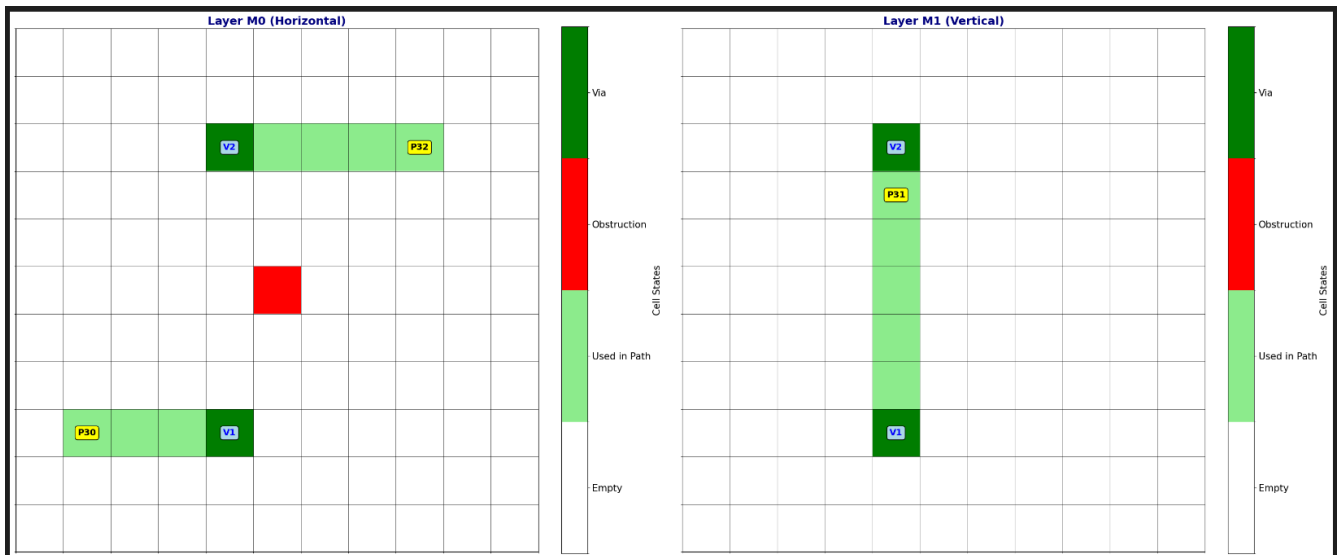 Layer M0 (Horizontal)
V2
P32
P30
V1
Via
Obstruction
Used in Path
Empty
Cell States
Layer M1 (Vertical)
V2
P31
V1
Via
Obstruction
Used in Path
Empty
Cell States